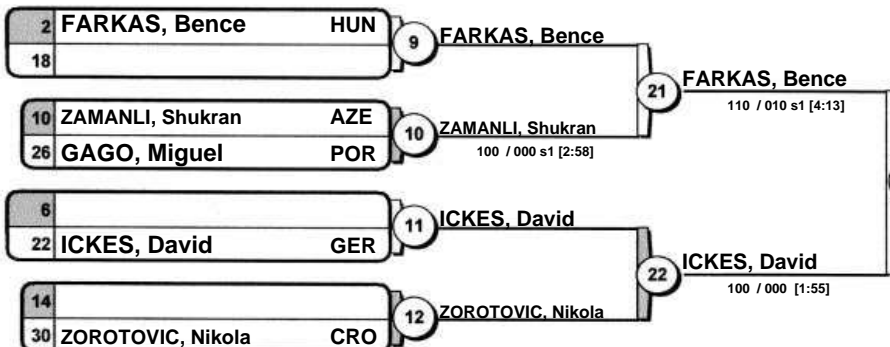 2 FARKAS, Bence HUN
18
9 FARKAS, Bence
10 ZAMANLI, Shukran AZE
26 GAGO, Miguel POR
10 ZAMANLI, Shukran
100 / 000 s1 [2:58]
21 FARKAS, Bence
110 / 010 s1 [4:13]
6
22 ICKES, David GER
11 ICKES, David
14
30 ZOROTOVIC, Nikola CRO
12 ZOROTOVIC, Nikola
22 ICKES, David
100 / 000 [1:55]